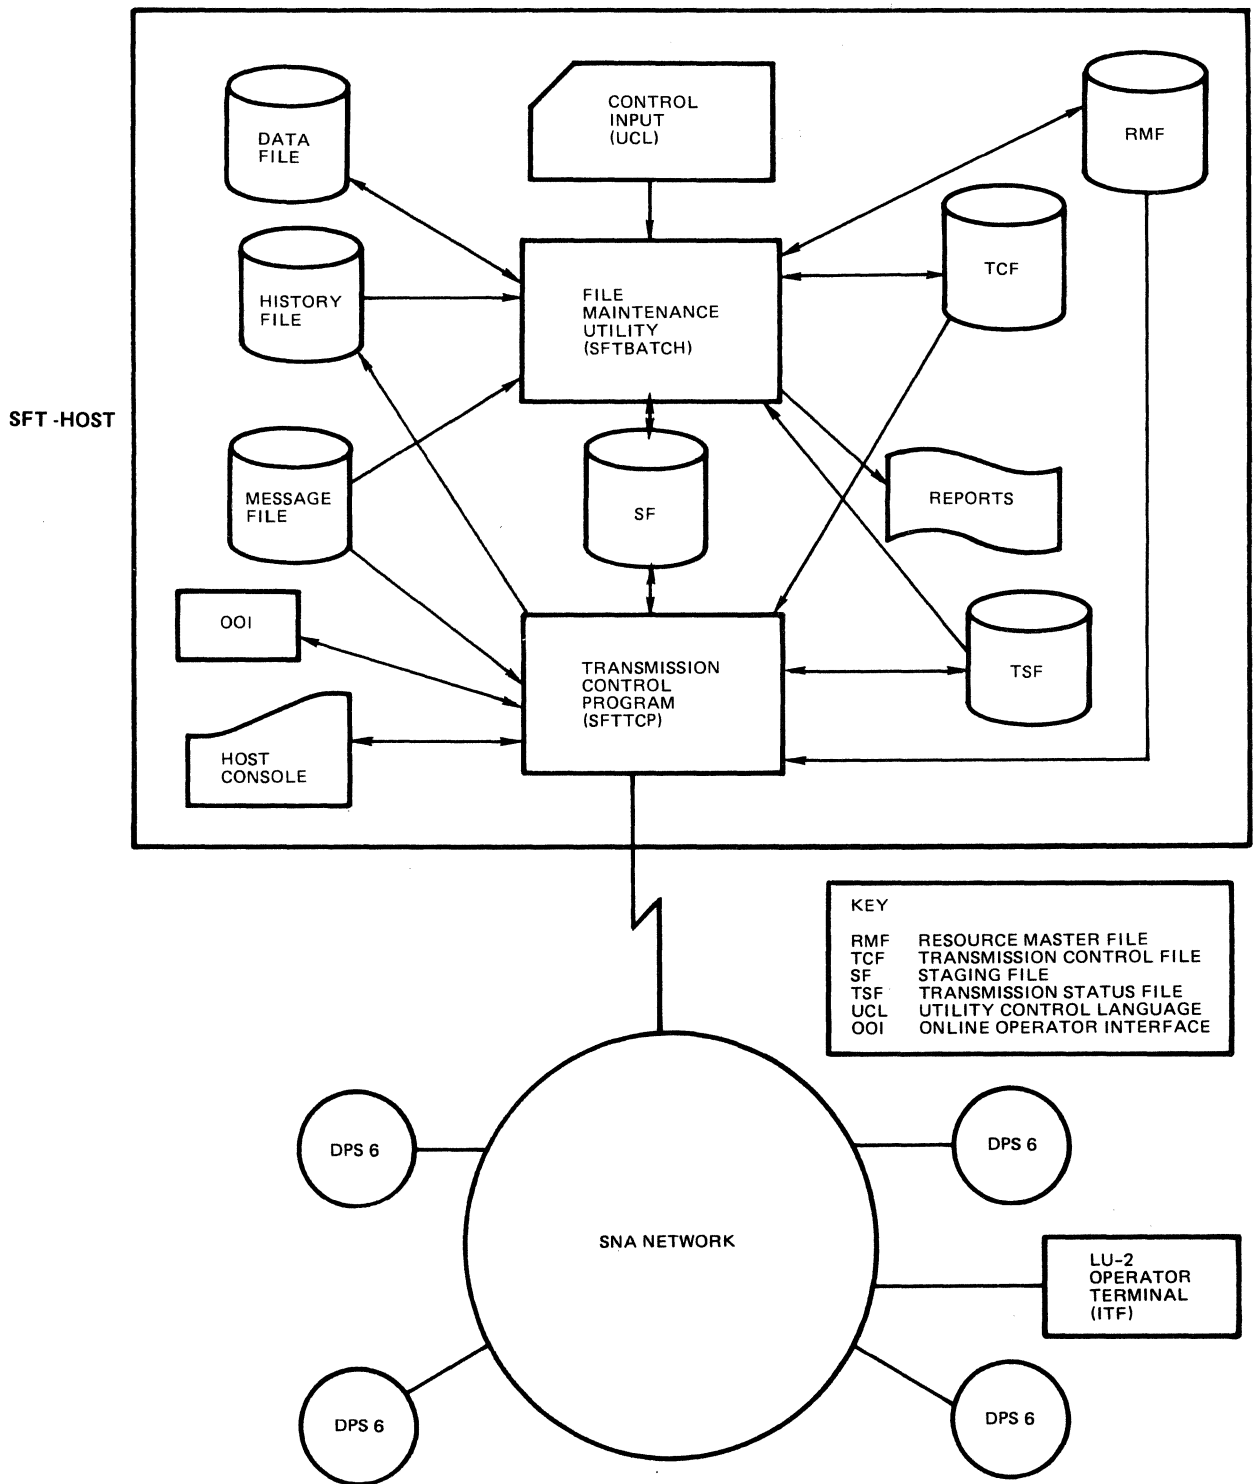 CONTROL
INPUT
(UCL)
RMF
DATA
FILE
TCF
HISTORY
FILE
FILE
MAINTENANCE
UTILITY
(SFTBATCH)
SFT -HOST
MESSAGE
FILE
SF
REPORTS
OOI
TRANSMISSION
CONTROL
PROGRAM
(SFTTCP)
TSF
HOST
CONSOLE
KEY
RMF RESOURCE MASTER FILE
TCF TRANSMISSION CONTROL FILE
SF STAGING FILE
TSF TRANSMISSION STATUS FILE
UCL UTILITY CONTROL LANGUAGE
OOI ONLINE OPERATOR INTERFACE
DPS 6
DPS 6
SNA NETWORK
LU-2
OPERATOR
TERMINAL
(ITF)
DPS 6
DPS 6